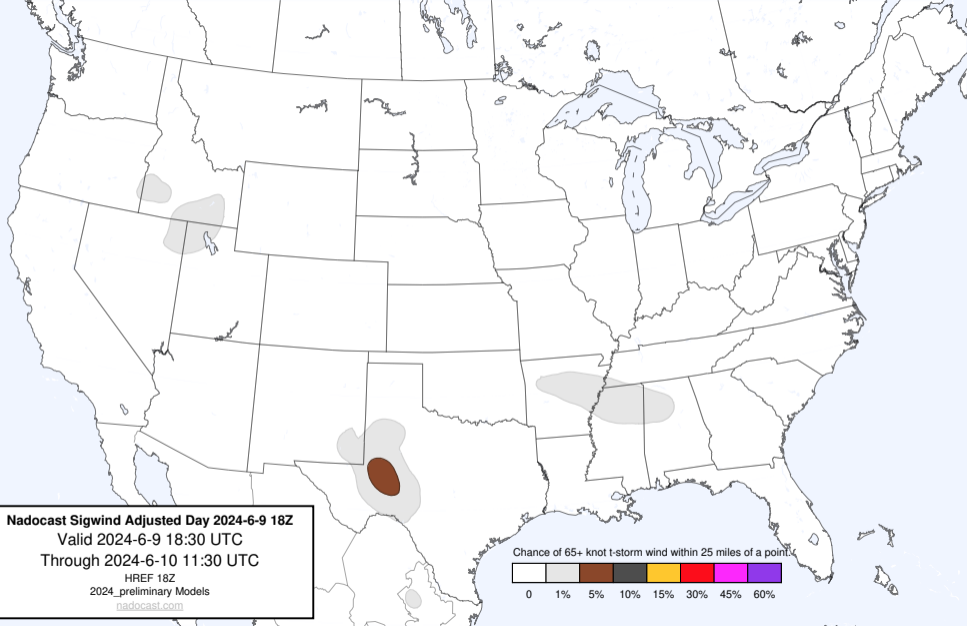 Nadocast Sigwind Adjusted Day 2024-6-9 18Z
Valid 2024-6-9 18:30 UTC
Through 2024-6-10 11:30 UTC
HREF 18Z
2024_preliminary Models
nadocast.com
Chance of 65+ knot t-storm wind within 25 miles of a point.
0 1% 5% 10% 15% 30% 45% 60%